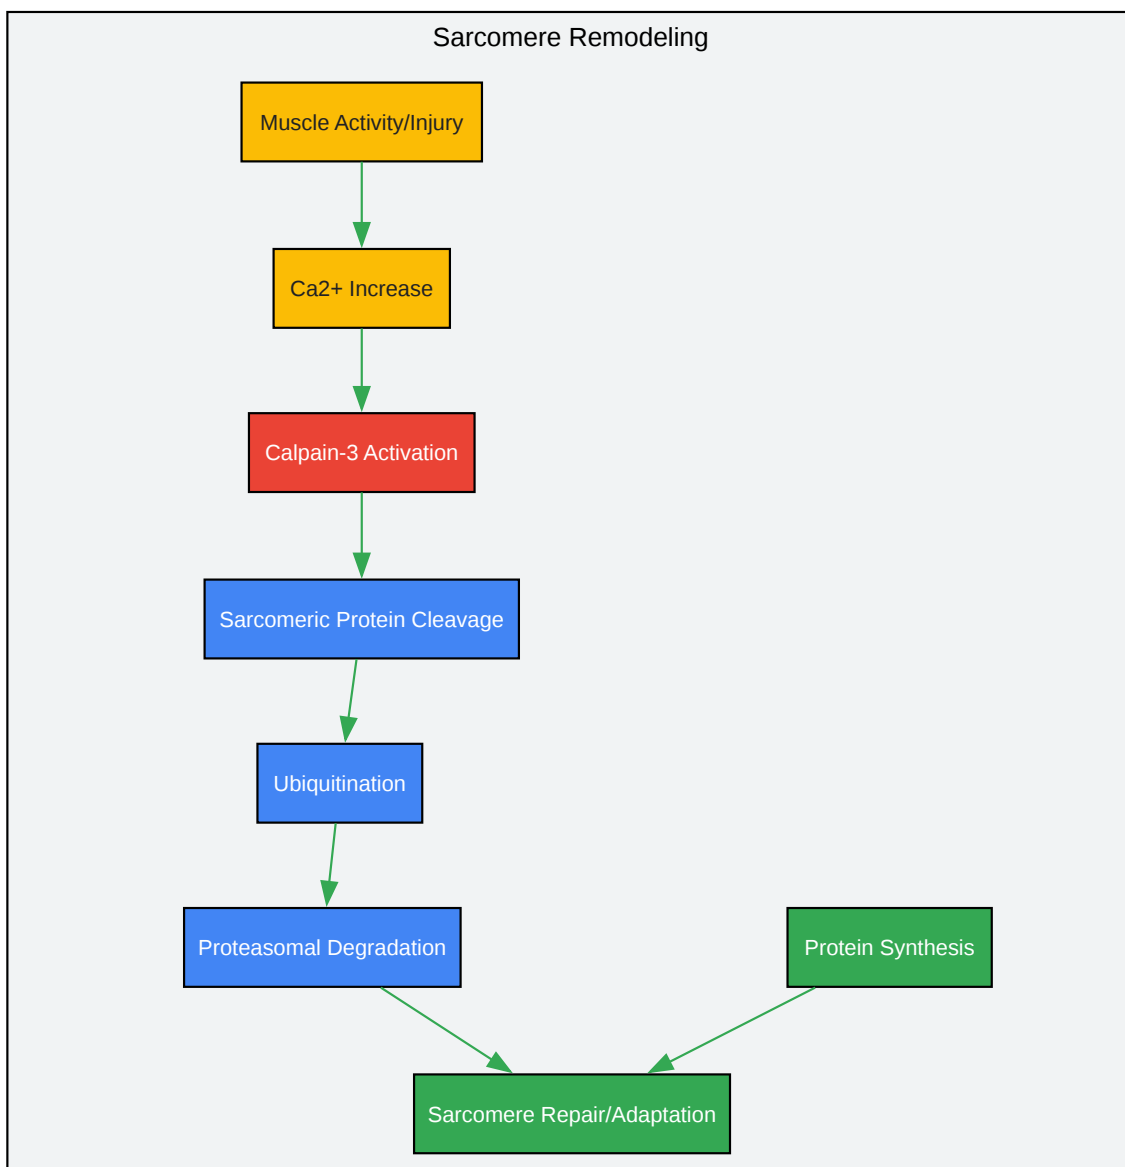 Sarcomere Remodeling
Muscle Activity/Injury
Ca2+ Increase
Calpain-3 Activation
Sarcomeric Protein Cleavage
Ubiquitination
Proteasomal Degradation
Protein Synthesis
Sarcomere Repair/Adaptation